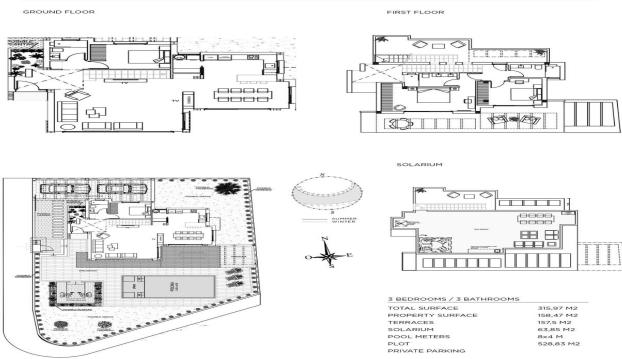 GROUND FLOOR
FIRST FLOOR
SOLARIUM
N
S
SUMMER
WINTER
N
O
E
S
3 BEDROOMS / 3 BATHROOMS
TOTAL SURFACE 315,97 M2
PROPERTY SURFACE 158,47 M2
TERRACES 157,5 M2
SOLARIUM 63,85 M2
POOL METERS 8x4 M
PLOT 528,83 M2
PRIVATE PARKING